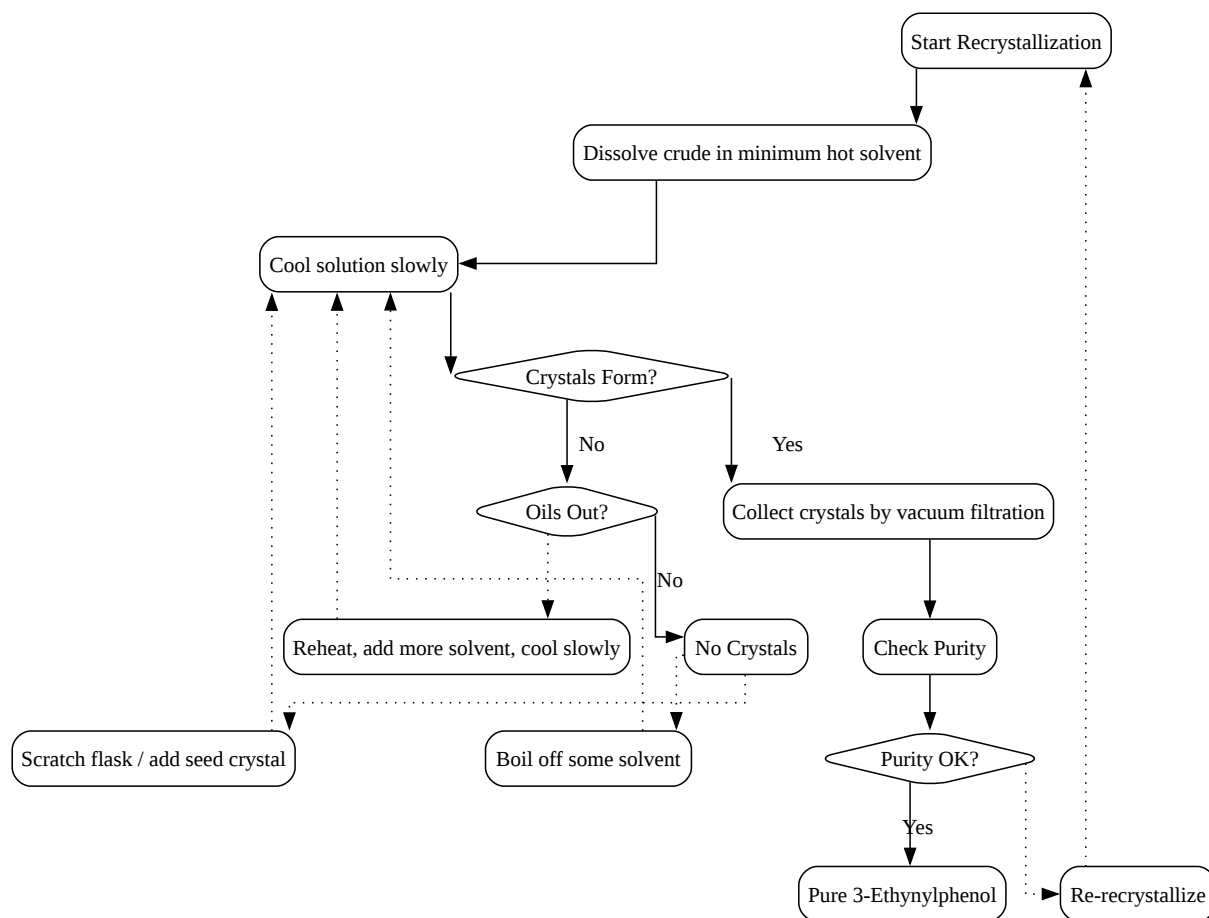 Start Recrystallization
Dissolve crude in minimum hot solvent
Cool solution slowly
Crystals Form?
No
Yes
Oils Out?
Collect crystals by vacuum filtration
No
Reheat, add more solvent, cool slowly
No Crystals
Check Purity
Scratch flask / add seed crystal
Boil off some solvent
Purity OK?
Yes
Pure 3-Ethynylphenol
Re-recrystallize